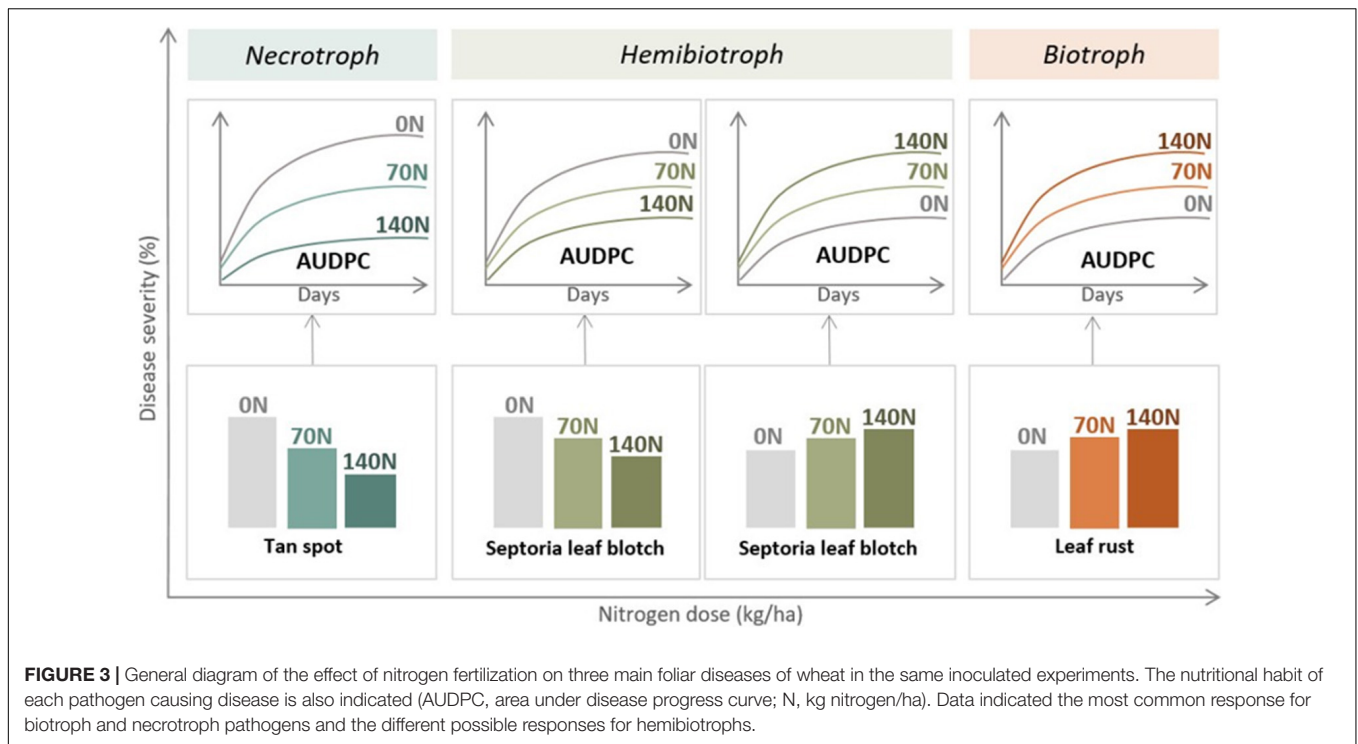 Necrotroph
Hemibiotroph
Biotroph
Disease severity (%)
0N
70N
140N
AUDPC
Days
0N
70N
140N
AUDPC
Days
140N
70N
0N
AUDPC
Days
140N
70N
0N
AUDPC
Days
0N
70N
140N
Tan spot
0N
70N
140N
Septoria leaf blotch
0N
70N
140N
Septoria leaf blotch
0N
70N
140N
Leaf rust
Nitrogen dose (kg/ha)
FIGURE 3 | General diagram of the effect of nitrogen fertilization on three main foliar diseases of wheat in the same inoculated experiments. The nutritional habit of
each pathogen causing disease is also indicated (AUDPC, area under disease progress curve; N, kg nitrogen/ha). Data indicated the most common response for
biotroph and necrotroph pathogens and the different possible responses for hemibiotrophs.